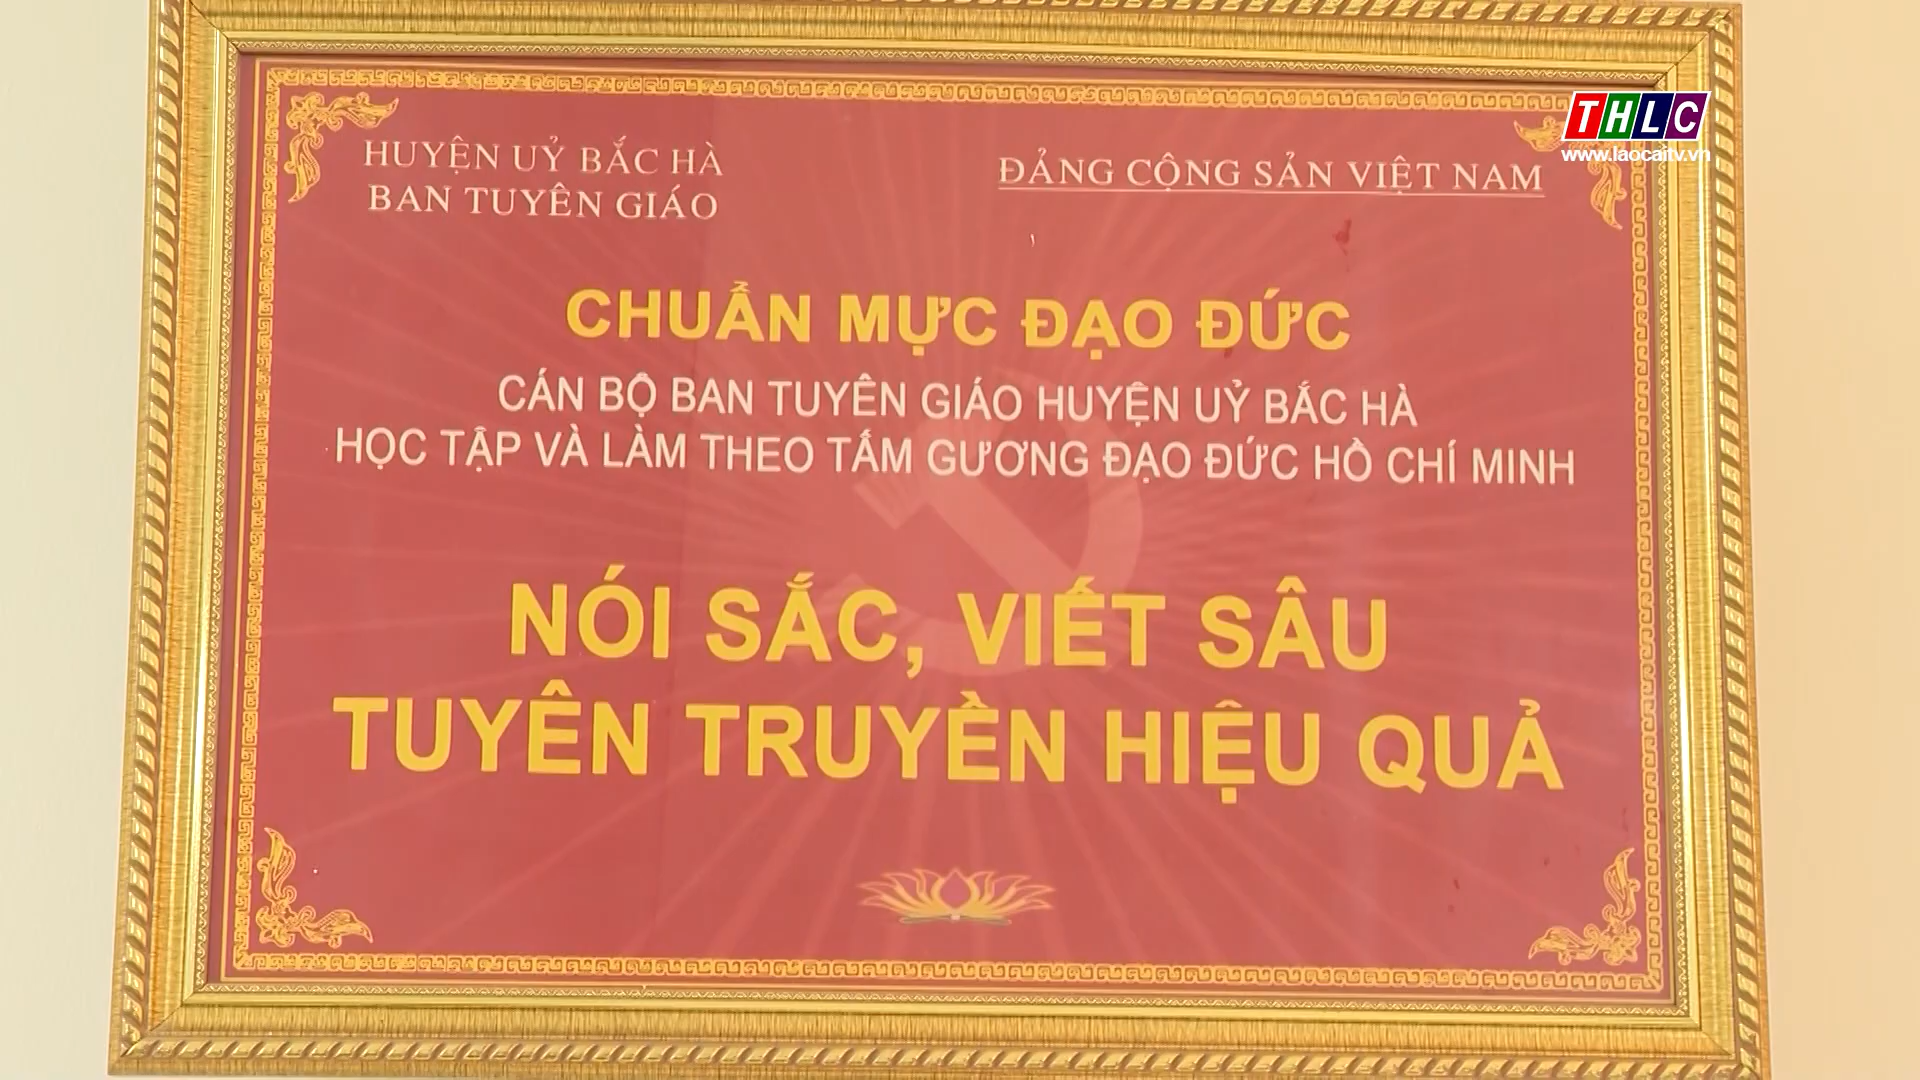 THLC
www.laocaitv.vn
HUYỆN UỶ BẮC HÀ
BAN TUYÊN GIÁO
ĐẢNG CỘNG SẢN VIỆT NAM
CHUẨN MỰC ĐẠO ĐỨC
CÁN BỘ BAN TUYÊN GIÁO HUYỆN UỶ BẮC HÀ
HỌC TẬP VÀ LÀM THEO TẤM GƯƠNG ĐẠO ĐỨC HỒ CHÍ MINH
NÓI SẮC, VIẾT SÂU
TUYÊN TRUYỀN HIỆU QUẢ